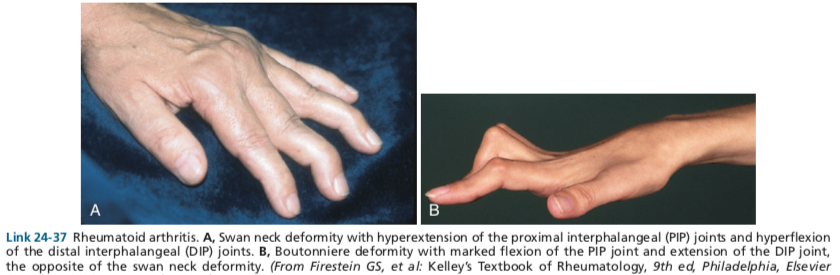 A
B
Link 24-37 Rheumatoid arthritis. A, Swan neck deformity with hyperextension of the proximal interphalangeal (PIP) joints and hyperflexion
of the distal interphalangeal (DIP) joints. B, Boutonniere deformity with marked flexion of the PIP joint and extension of the DIP joint,
the opposite of the swan neck deformity. (From Firestein GS, et al: Kelley's Textbook of Rheumatology, 9th ed, Philadelphia, Elsevier